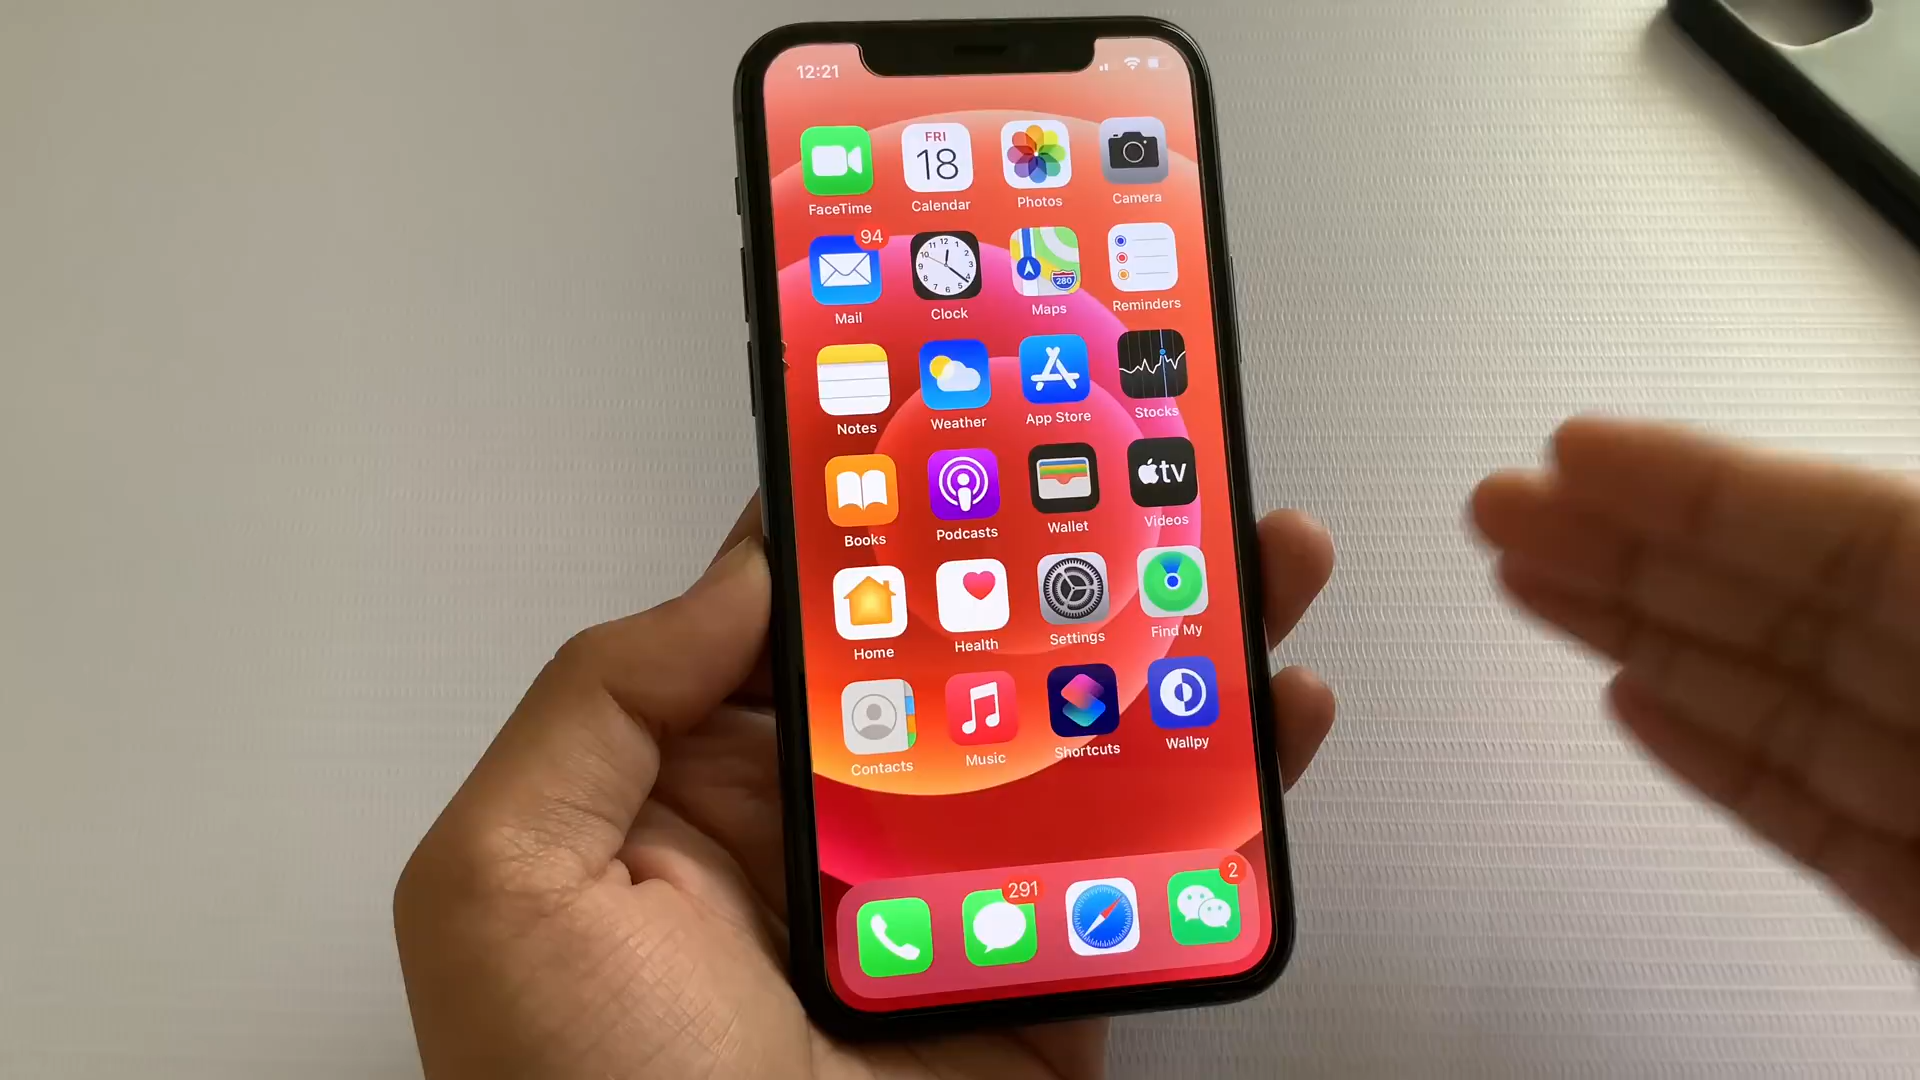 12:21
FRI
18
FaceTime Calendar Photos Camera
94
280
Mail Clock Maps Reminders
Notes Weather App Store Stocks
tv
Books Podcasts Wallet Videos
Home Health Settings Find My
Contacts Music Shortcuts Wallpy
291 2